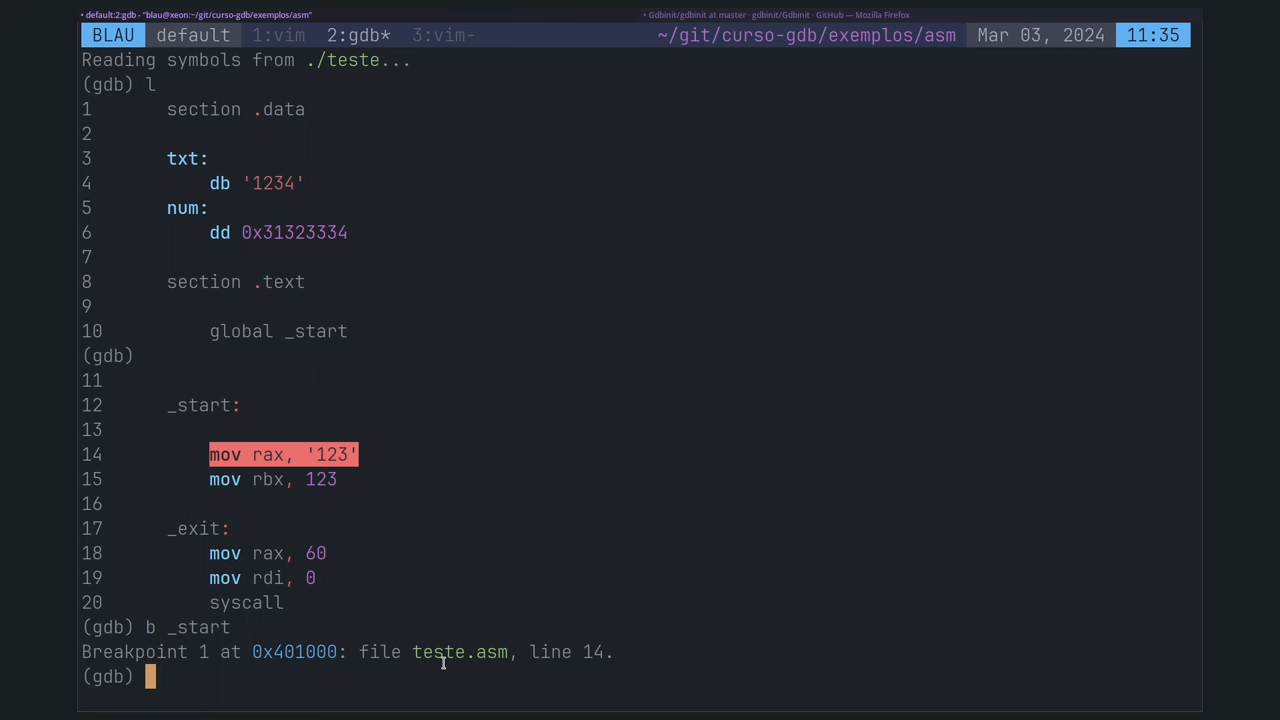 • default:2:gdb - "blau@xeon:~/git/curso-gdb/exemplos/asm"
• Gdbinit/gdbinit at master · gdbinit/Gdbinit · GitHub — Mozilla Firefox
BLAU default 1:vim 2:gdb* 3:vim- ~/git/curso-gdb/exemplos/asm Mar 03, 2024 11:35
Reading symbols from ./teste...
(gdb) l
1 section .data
2
3 txt:
4 db '1234'
5 num:
6 dd 0x31323334
7
8 section .text
9
10 global _start
(gdb)
11
12 _start:
13
14 mov rax, '123'
15 mov rbx, 123
16
17 _exit:
18 mov rax, 60
19 mov rdi, 0
20 syscall
(gdb) b _start
Breakpoint 1 at 0x401000: file teste.asm, line 14.
(gdb)